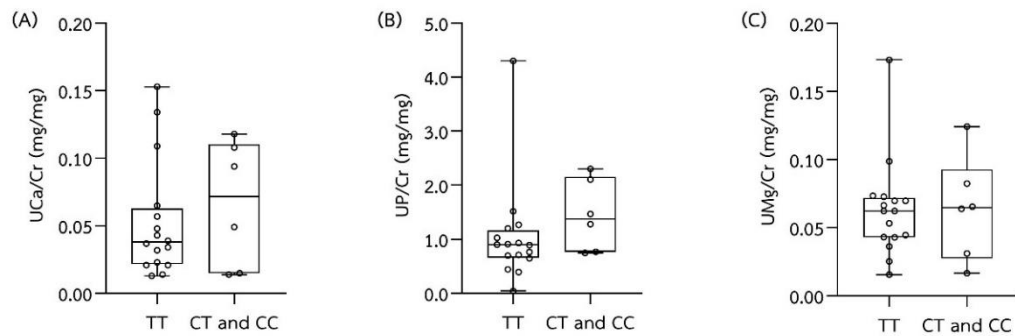 (A)
UCa/Cr (mg/mg)
0.20
0.15
0.10
0.05
0.00
TT
CT and CC
(B)
UP/Cr (mg/mg)
5.0
4.0
3.0
2.0
1.0
0.0
TT
CT and CC
(C)
UMg/Cr (mg/mg)
0.20
0.15
0.10
0.05
0.00
TT
CT and CC